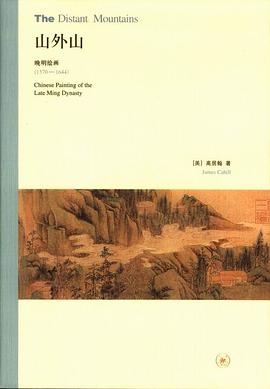 The Distant Mountains
山外山
晚明绘画
(1570—1644)
Chinese Painting of the
Late Ming Dynasty
[美] 高居翰 著
James Cahill